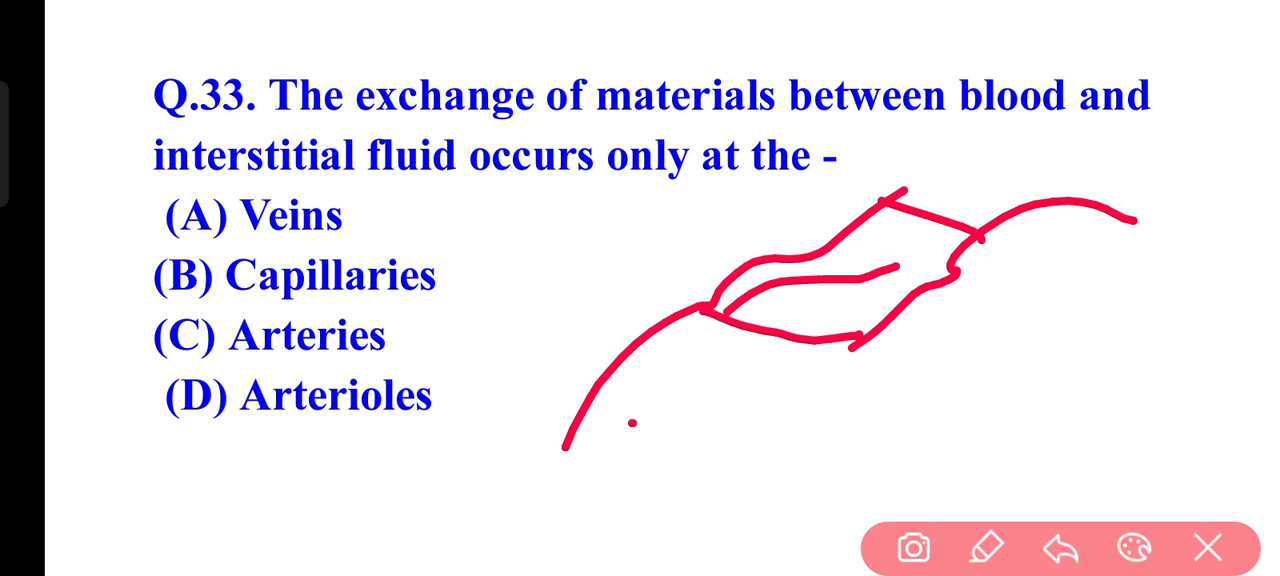 Q.33. The exchange of materials between blood and
interstitial fluid occurs only at the -
(A) Veins
(B) Capillaries
(C) Arteries
(D) Arterioles